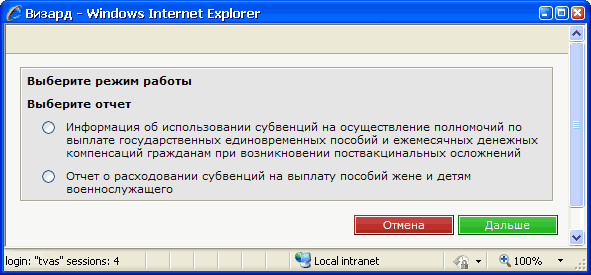 Визард - Windows Internet Explorer
Выберите режим работы
Выберите отчет
Информация об использовании субвенций на осуществление полномочий по
выплате государственных единовременных пособий и ежемесячных денежных
компенсаций гражданам при возникновении поствакцинальных осложнений
Отчет о расходовании субвенций на выплату пособий жене и детям
военнослужащего
Отмена Дальше
login: "tvas" sessions: 4 Local intranet 100%